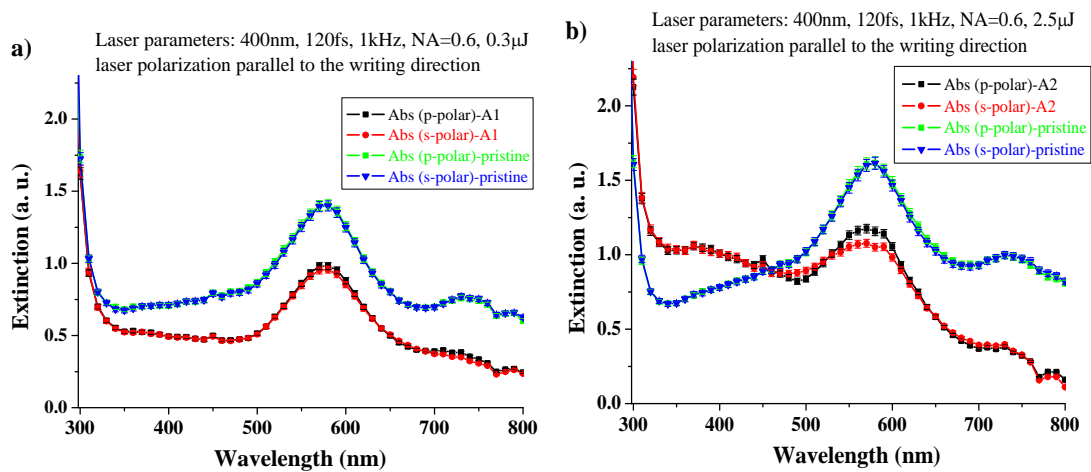 a)
Laser parameters: 400nm, 120fs, 1kHz, NA=0.6, 0.3μJ
laser polarization parallel to the writing direction
Abs (p-polar)-A1
Abs (s-polar)-A1
Abs (p-polar)-pristine
Abs (s-polar)-pristine
Extinction (a. u.)
2.0
1.5
1.0
0.5
0.0
300 400 500 600 700 800
Wavelength (nm)
b)
Laser parameters: 400nm, 120fs, 1kHz, NA=0.6, 2.5μJ
laser polarization parallel to the writing direction
Abs (p-polar)-A2
Abs (s-polar)-A2
Abs (p-polar)-pristine
Abs (s-polar)-pristine
Extinction (a. u.)
2.0
1.5
1.0
0.5
0.0
300 400 500 600 700 800
Wavelength (nm)